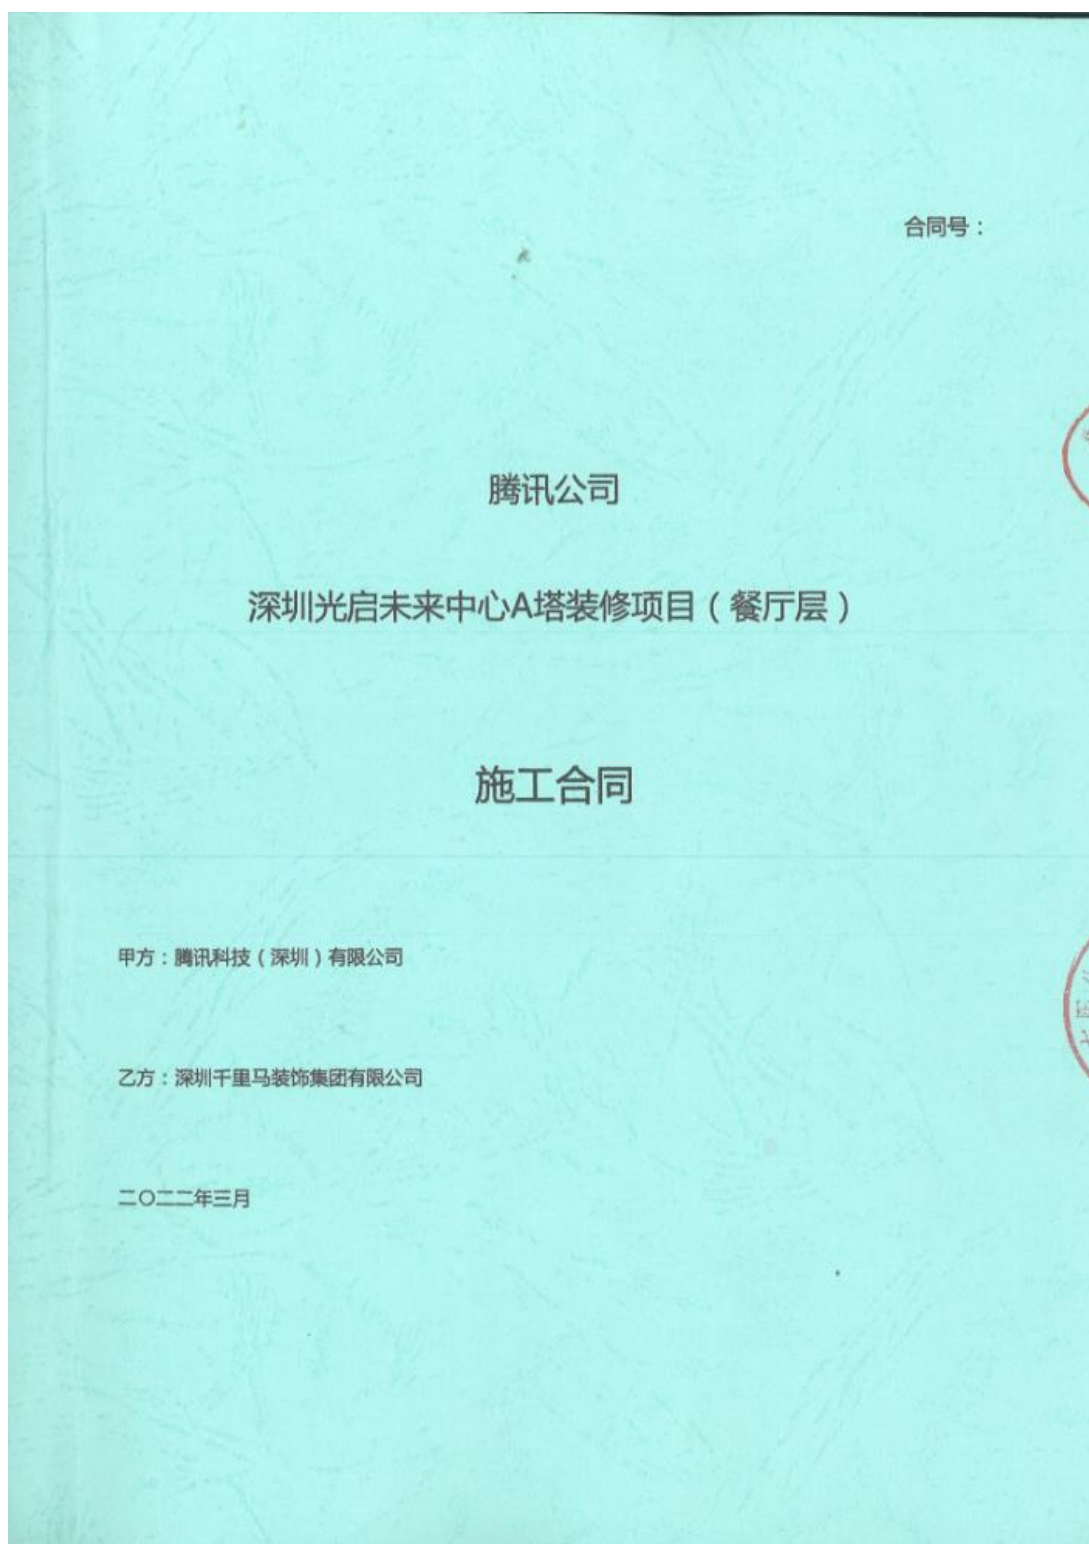 合同号：
腾讯公司
深圳光启未来中心A塔装修项目（餐厅层）
施工合同
甲方：腾讯科技（深圳）有限公司
乙方：深圳千里马装饰集团有限公司
二〇二二年三月